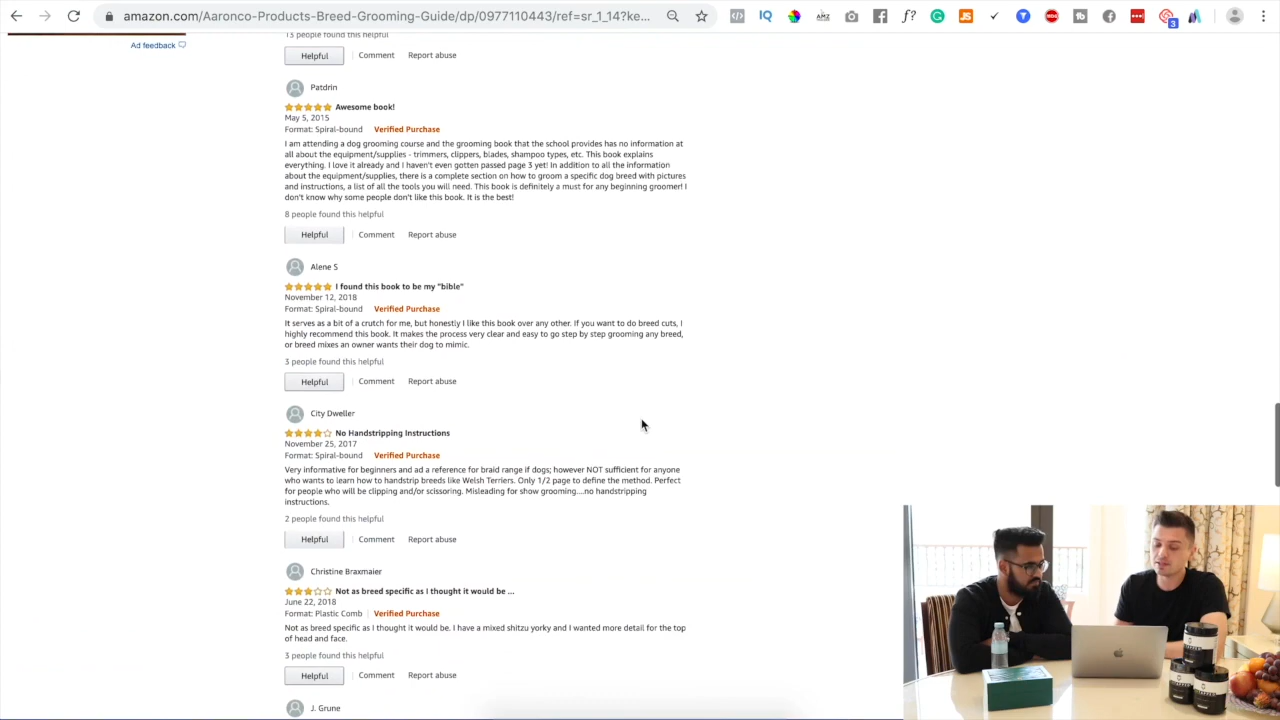 amazon.com/Aaronco-Products-Breed-Grooming-Guide/dp/0977110443/ref=sr_1_14?ke...
Ad feedback
13 people found this helpful
Helpful Comment Report abuse
Patdrin
Awesome book!
May 5, 2015
Format: Spiral-bound Verified Purchase
I am attending a dog grooming course and the grooming book that the school provides has no information at
all about the equipment/supplies - trimmers, clippers, blades, shampoo types, etc. This book explains
everything. I love it already and I haven't even gotten passed page 3 yet! In addition to all the information
about the equipment/supplies, there is a complete section on how to groom a specific dog breed with pictures
and instructions, a list of all the tools you will need. This book is definitely a must for any beginning groomer! I
don't know why some people don't like this book. It is the best!
8 people found this helpful
Helpful Comment Report abuse
Alene S
I found this book to be my "bible"
November 12, 2018
Format: Spiral-bound Verified Purchase
It serves as a bit of a crutch for me, but honestly I like this book over any other. If you want to do breed cuts, I
highly recommend this book. It makes the process very clear and easy to go step by step grooming any breed,
or breed mixes an owner wants their dog to mimic.
3 people found this helpful
Helpful Comment Report abuse
City Dweller
No Handstripping Instructions
November 25, 2017
Format: Spiral-bound Verified Purchase
Very informative for beginners and ad a reference for braid range if dogs; however NOT sufficient for anyone
who wants to learn how to handstrip breeds like Welsh Terriers. Only 1/2 page to define the method. Perfect
for people who will be clipping and/or scissoring. Misleading for show grooming....no handstripping
instructions.
2 people found this helpful
Helpful Comment Report abuse
Christine Braxmaier
Not as breed specific as I thought it would be ...
June 22, 2018
Format: Plastic Comb Verified Purchase
Not as breed specific as I thought it would be. I have a mixed shitzu yorky and I wanted more detail for the top
of head and face.
3 people found this helpful
Helpful Comment Report abuse
J. Grune